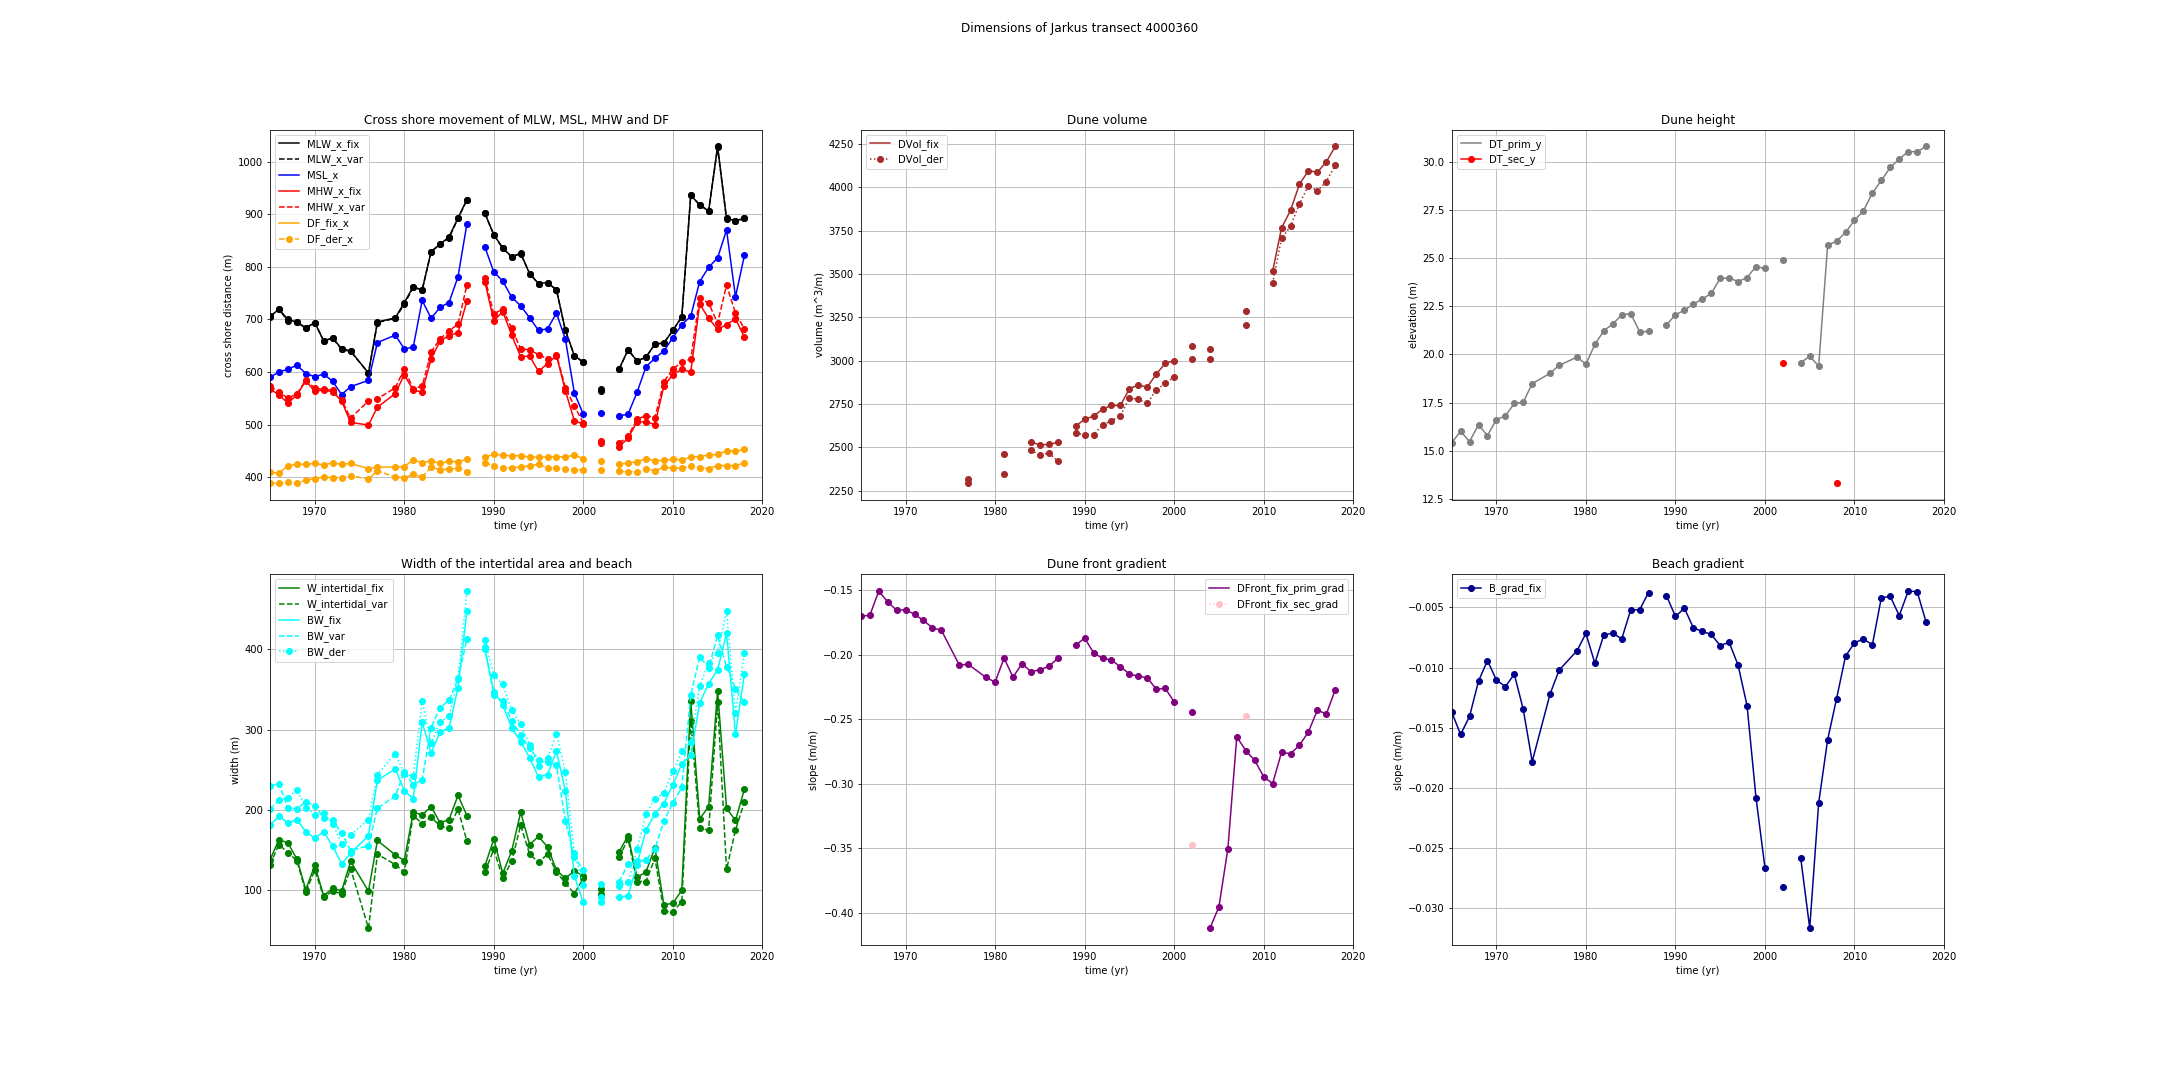 Dimensions of Jarkus transect 4000360
Cross shore movement of MLW, MSL, MHW and DF
cross shore distance (m)
1000
900
800
700
600
500
400
MLW_x_fix
MLW_x_var
MSL_x
MHW_x_fix
MHW_x_var
DF_fix_x
DF_der_x
1970 1980 1990 2000 2010 2020
time (yr)
Dune volume
volume (m^3/m)
4250
4000
3750
3500
3250
3000
2750
2500
2250
DVol_fix
DVol_der
1970 1980 1990 2000 2010 2020
time (yr)
Dune height
elevation (m)
30.0
27.5
25.0
22.5
20.0
17.5
15.0
12.5
DT_prim_y
DT_sec_y
1970 1980 1990 2000 2010 2020
time (yr)
Width of the intertidal area and beach
width (m)
400
300
200
100
W_intertidal_fix
W_intertidal_var
BW_fix
BW_var
BW_der
1970 1980 1990 2000 2010 2020
time (yr)
Dune front gradient
slope (m/m)
−0.15
−0.20
−0.25
−0.30
−0.35
−0.40
DFront_fix_prim_grad
DFront_fix_sec_grad
1970 1980 1990 2000 2010 2020
time (yr)
Beach gradient
slope (m/m)
−0.005
−0.010
−0.015
−0.020
−0.025
−0.030
B_grad_fix
1970 1980 1990 2000 2010 2020
time (yr)